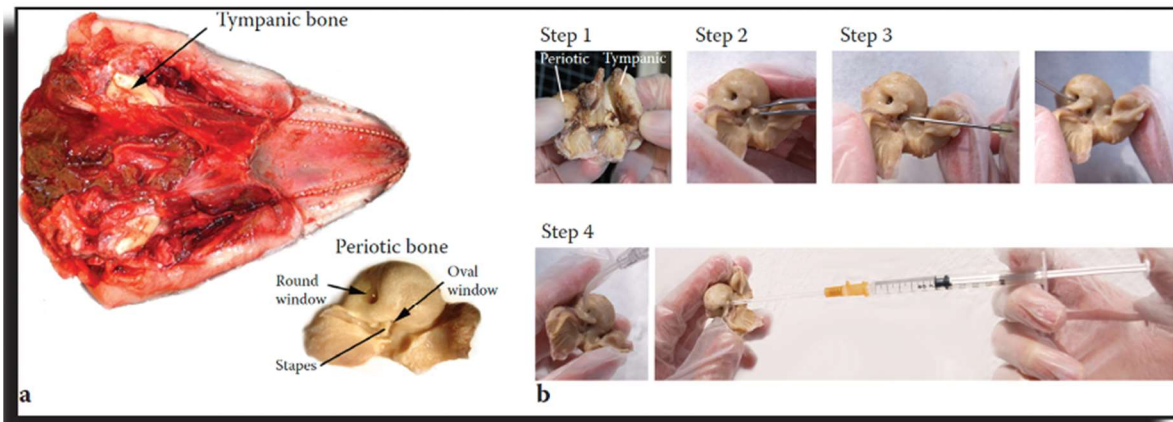 Tympanic bone
Periotic bone
Round
window
Oval
window
Stapes
a
Step 1
Periotic
Tympanic
Step 2
Step 3
Step 4
b